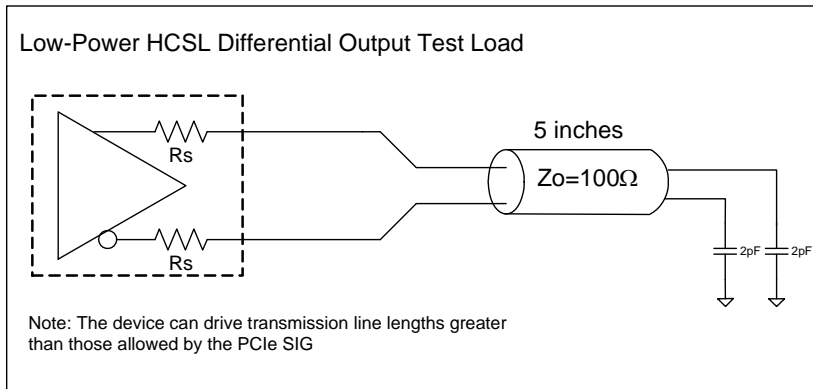 Low-Power HCSL Differential Output Test Load
Rs
Rs
5 inches
Zo=100Ω
2pF
2pF
Note: The device can drive transmission line lengths greater
than those allowed by the PCIe SIG